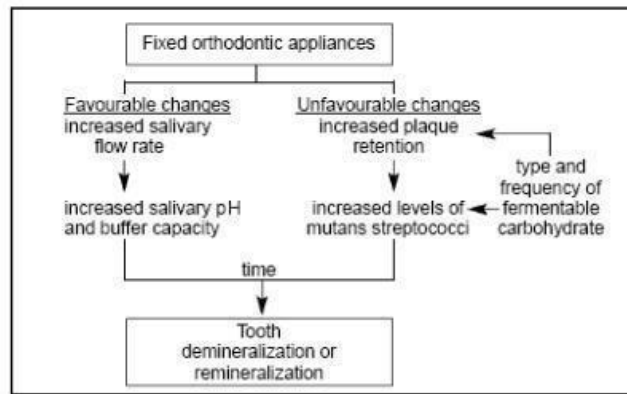 Fixed orthodontic appliances
Favourable changes
increased salivary
flow rate
Unfavourable changes
increased plaque
retention
type and
frequency of
fermentable
carbohydrate
increased salivary pH
and buffer capacity
increased levels of
mutans streptococci
time
Tooth
demineralization or
remineralization